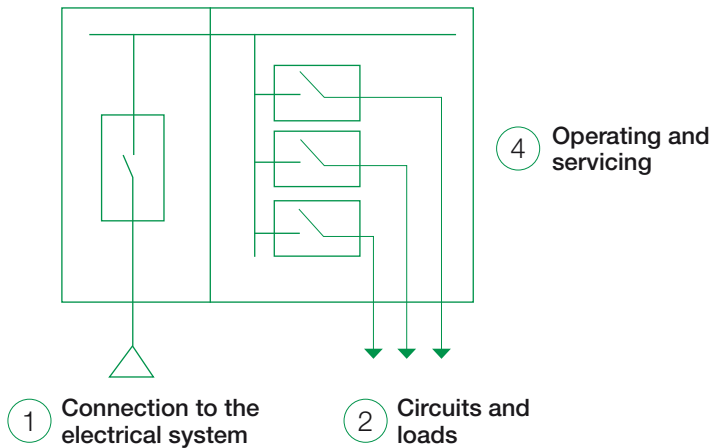 4 Operating and
servicing
1 Connection to the
electrical system
2 Circuits and
loads